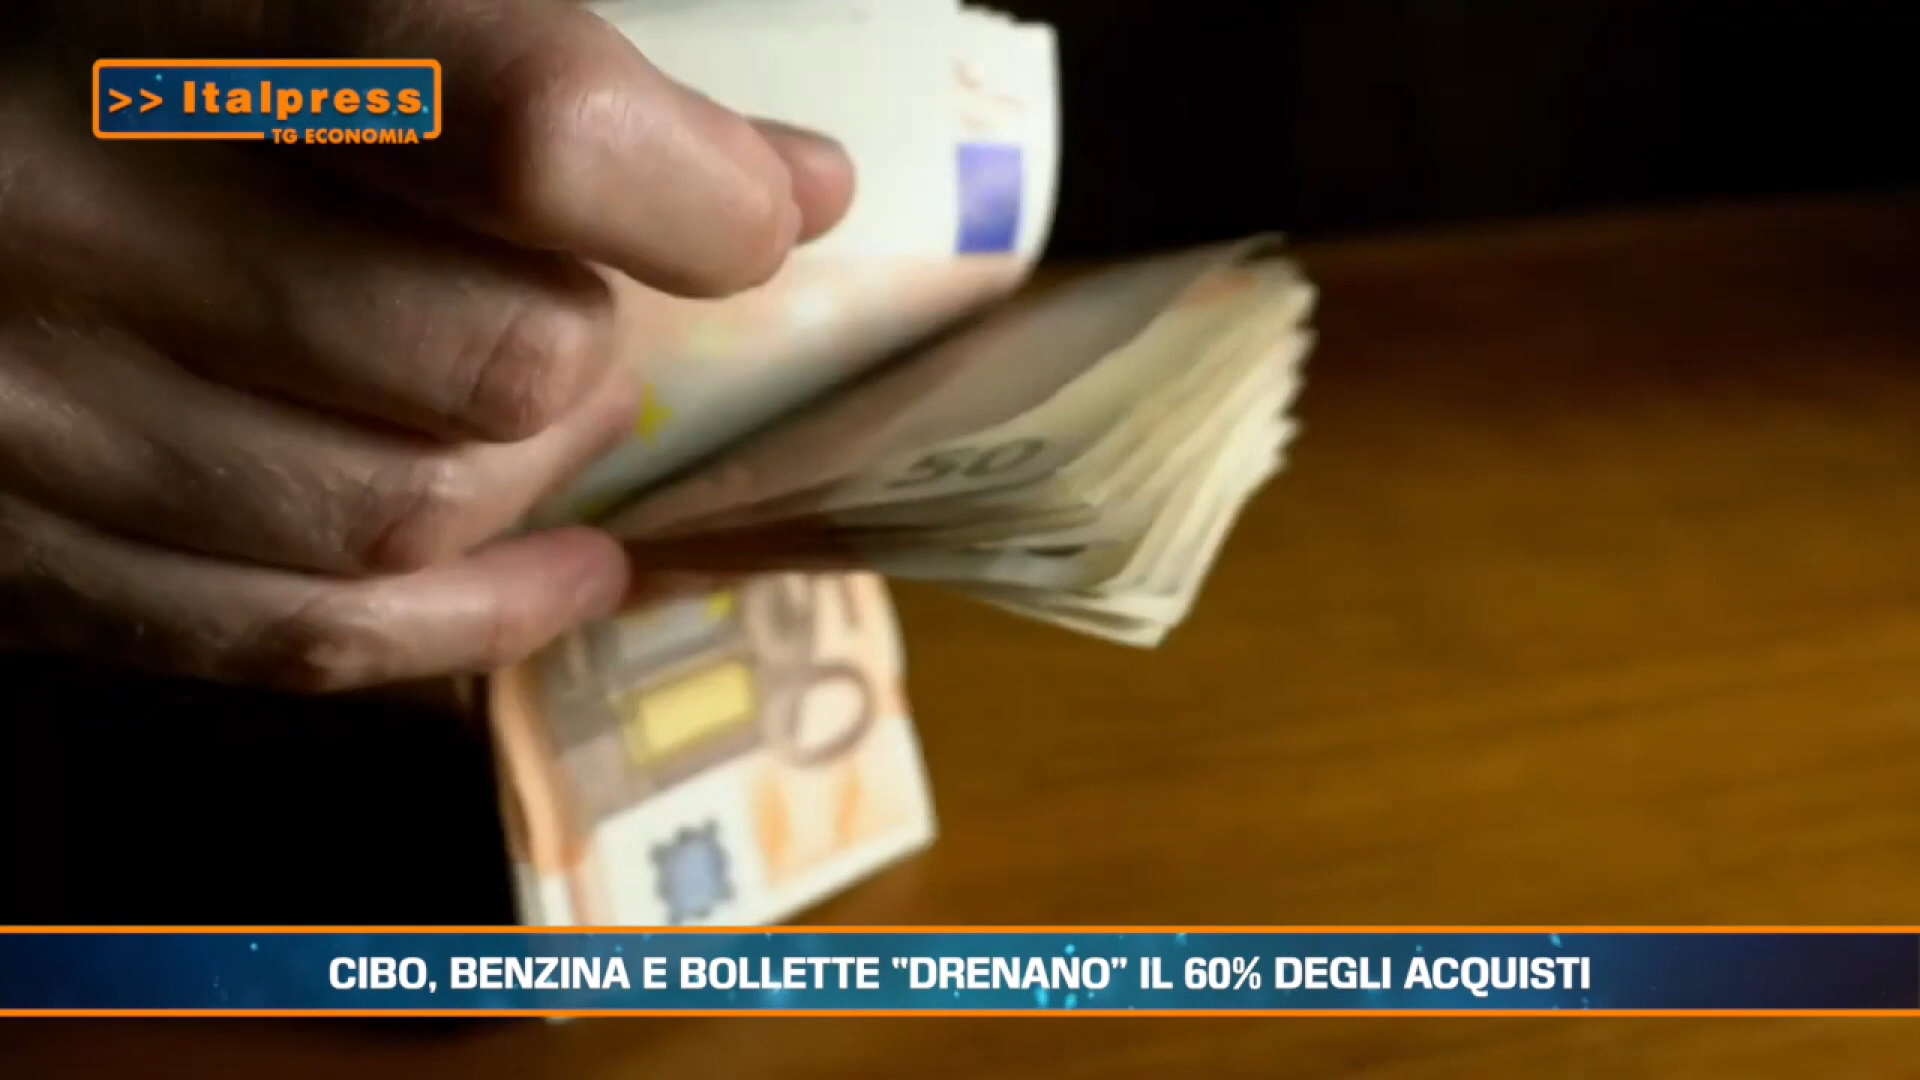 >> Italpress
TG ECONOMIA
50
CIBO, BENZINA E BOLLETTE "DRENANO" IL 60% DEGLI ACQUISTI